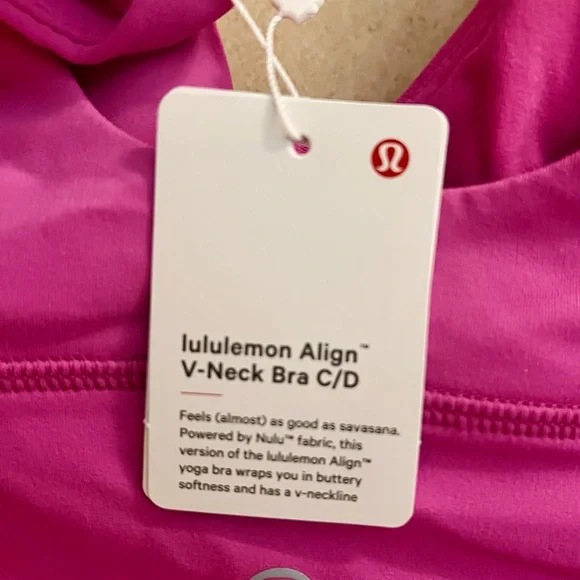 lululemon Align™
V-Neck Bra C/D
Feels (almost) as good as savasana.
Powered by Nulu™ fabric, this
version of the lululemon Align™
yoga bra wraps you in buttery
softness and has a v-neckline